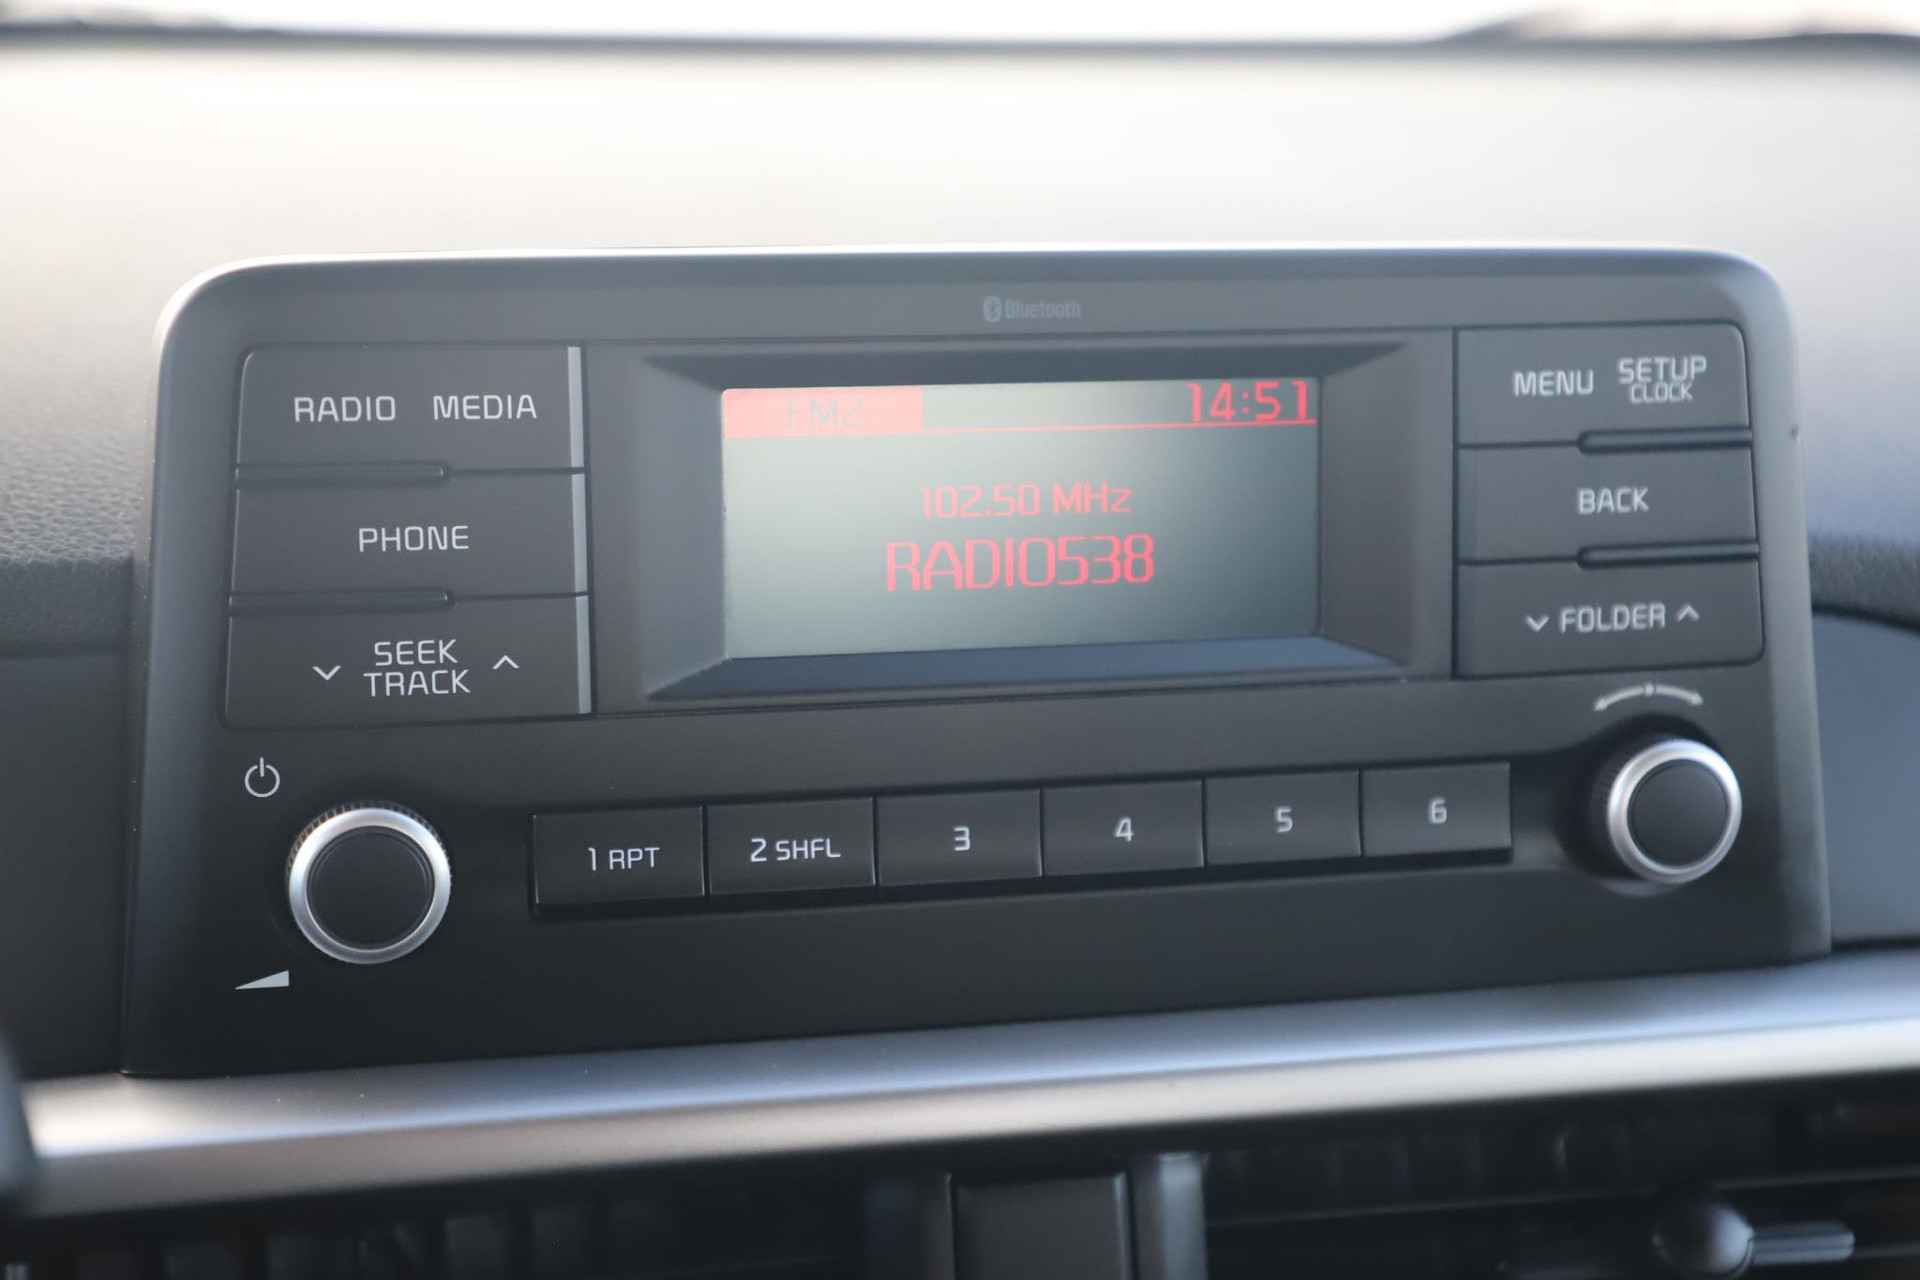 Bluetooth
RADIO MEDIA
PHONE
SEEK
TRACK
FM2
14:51
102.50 MHz
RADIO538
MENU SETUP
CLOCK
BACK
FOLDER
1 RPT
2 SHFL
3
4
5
6